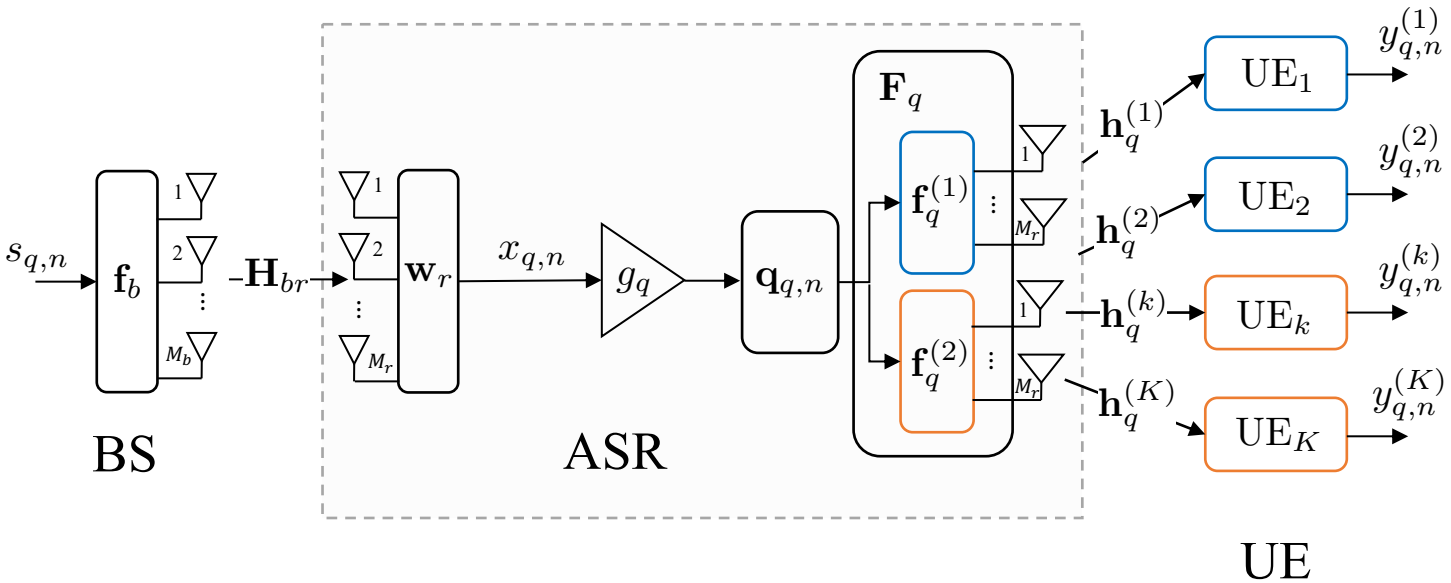 s_{q,n}
f_b
1
2
⋮
M_b
BS
H_{br}
1
2
⋮
M_r
w_r
x_{q,n}
g_q
q_{q,n}
F_q
f_q^{(1)}
1
⋮
M_r
f_q^{(2)}
1
⋮
M_r
ASR
h_q^{(1)}
h_q^{(2)}
h_q^{(k)}
h_q^{(K)}
UE_1
y_{q,n}^{(1)}
UE_2
y_{q,n}^{(2)}
UE_k
y_{q,n}^{(k)}
UE_K
y_{q,n}^{(K)}
UE